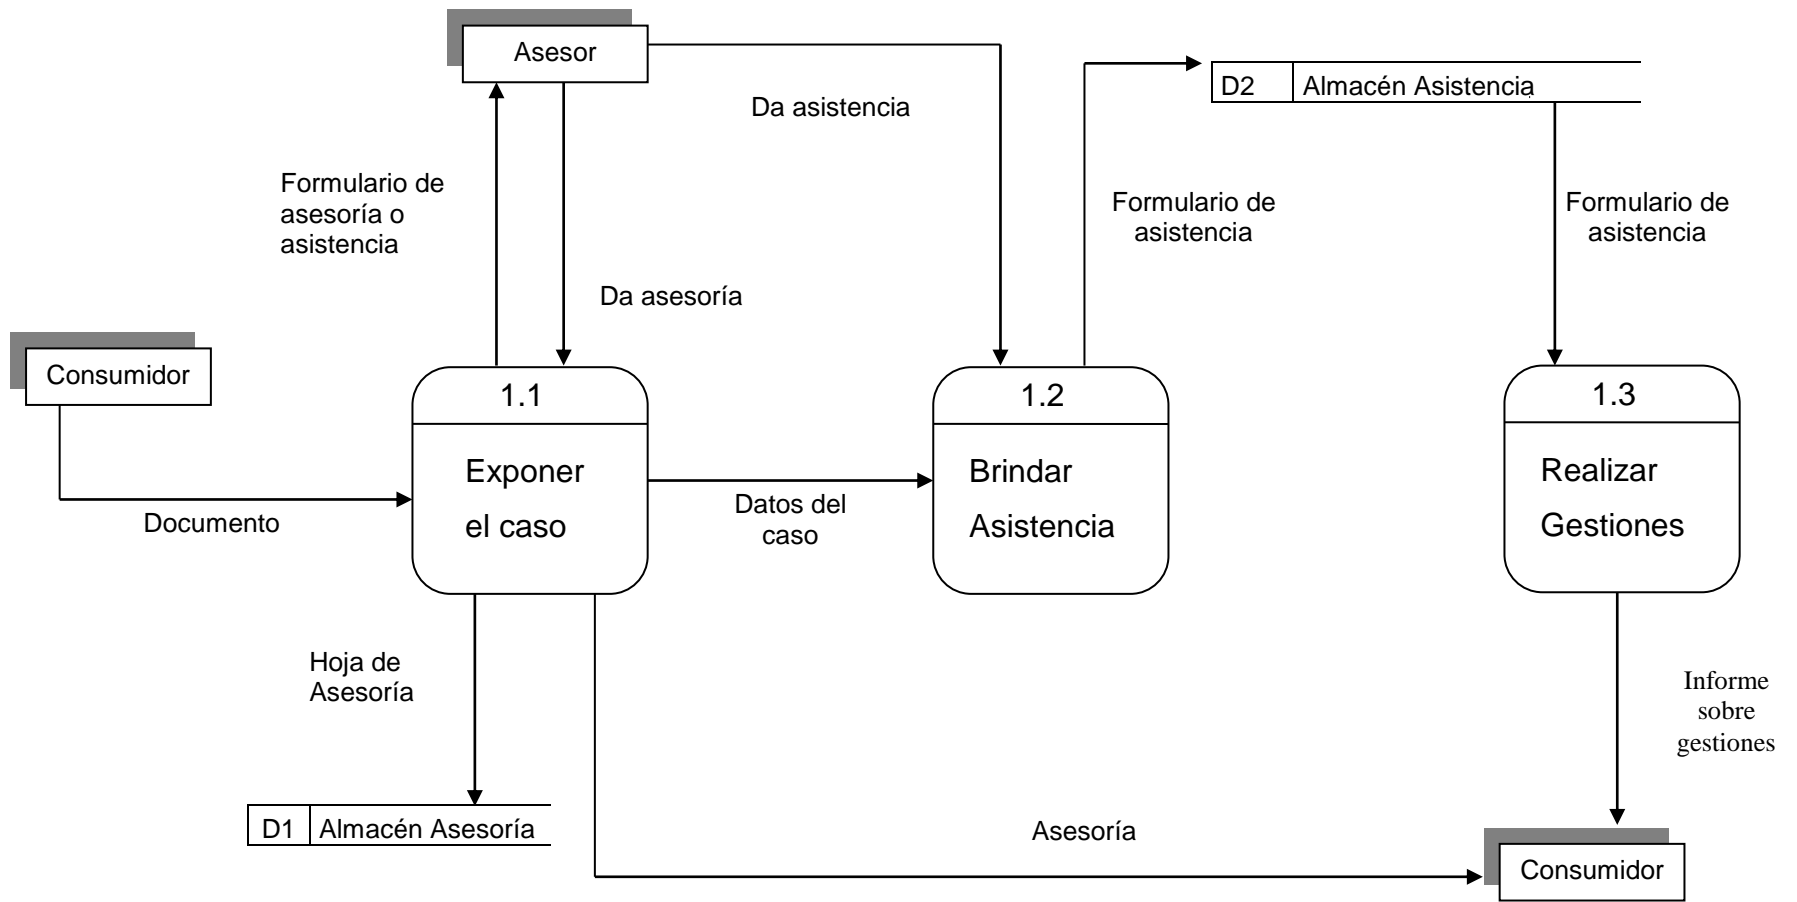 Asesor
D2 Almacén Asistencia
Da asistencia
Formulario de
asesoría o
asistencia
Formulario de
asistencia
Formulario de
asistencia
Da asesoría
Consumidor
1.1
Exponer
el caso
1.2
Brindar
Asistencia
1.3
Realizar
Gestiones
Documento
Datos del
caso
Hoja de
Asesoría
Informe
sobre
gestiones
D1 Almacén Asesoría
Asesoría
Consumidor